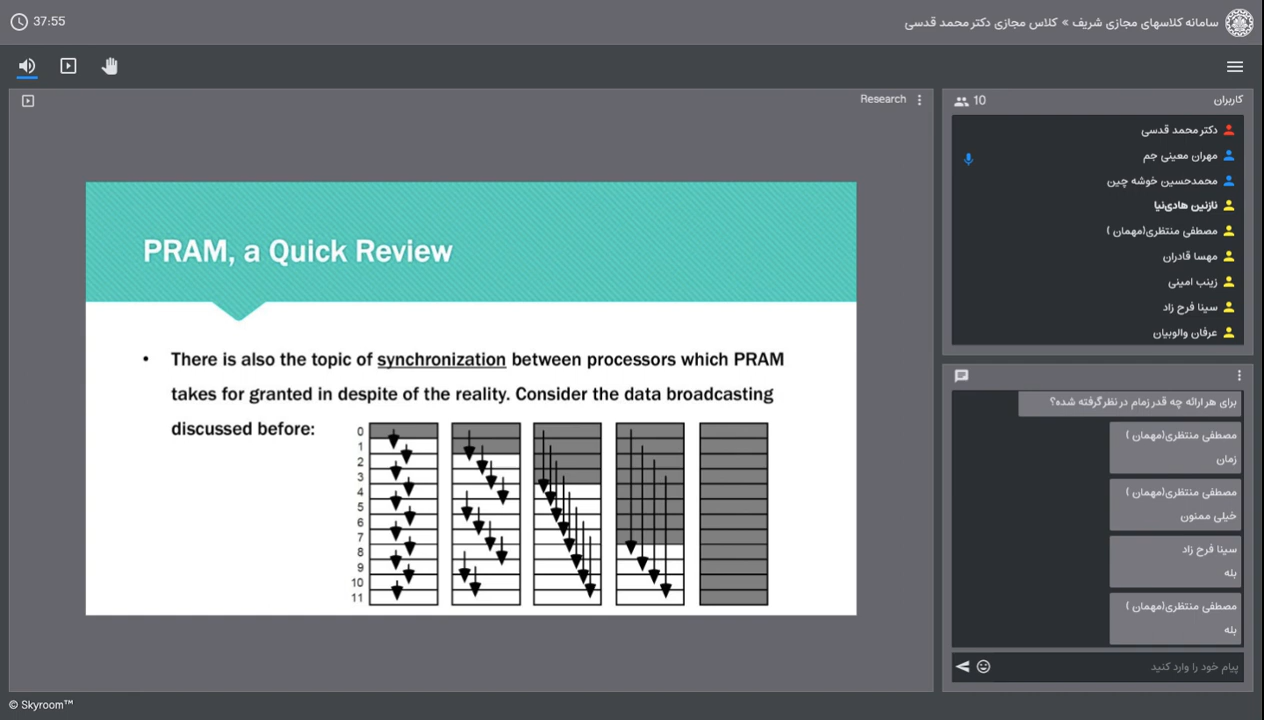 37:55
سامانه کلاسهای مجازی شریف » کلاس مجازی دکتر محمد قدسی
Research
PRAM, a Quick Review
• There is also the topic of synchronization between processors which PRAM
takes for granted in despite of the reality. Consider the data broadcasting
discussed before:
0
1
2
3
4
5
6
7
8
9
10
11
کاربران
10
دکتر محمد قدسی
مهران معینی جم
محمدحسین خوشه چین
نازنین هادی‌نیا
مصطفی منتظری(مهمان )
مهسا قادران
زینب امینی
سینا فرح زاد
عرفان والوبیان
برای هر ارائه چه قدر زمام در نظر گرفته شده؟
مصطفی منتظری(مهمان )
زمان
مصطفی منتظری(مهمان )
خیلی ممنون
سینا فرح زاد
بله
مصطفی منتظری(مهمان )
بله
پیام خود را وارد کنید
© Skyroom™